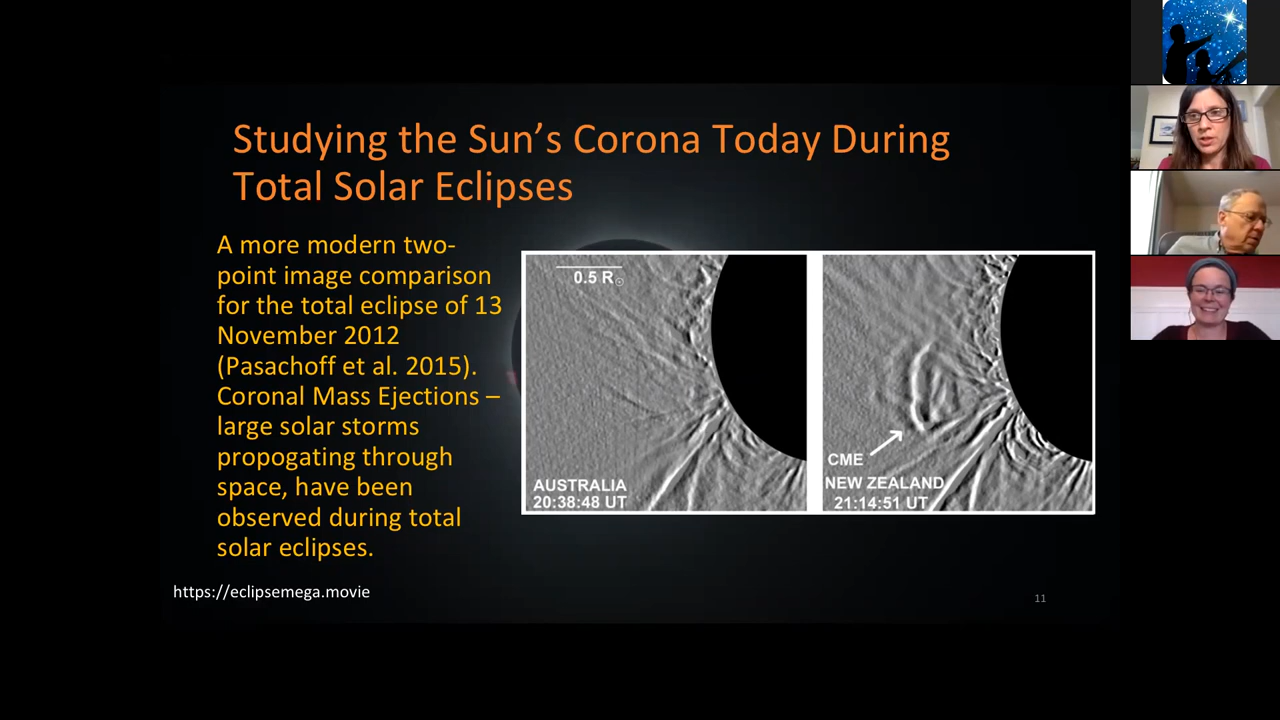 Studying the Sun’s Corona Today During
Total Solar Eclipses
A more modern two-
point image comparison
for the total eclipse of 13
November 2012
(Pasachoff et al. 2015).
Coronal Mass Ejections –
large solar storms
propogating through
space, have been
observed during total
solar eclipses.
0.5 R☉
AUSTRALIA
20:38:48 UT
CME
NEW ZEALAND
21:14:51 UT
https://eclipsemega.movie
11